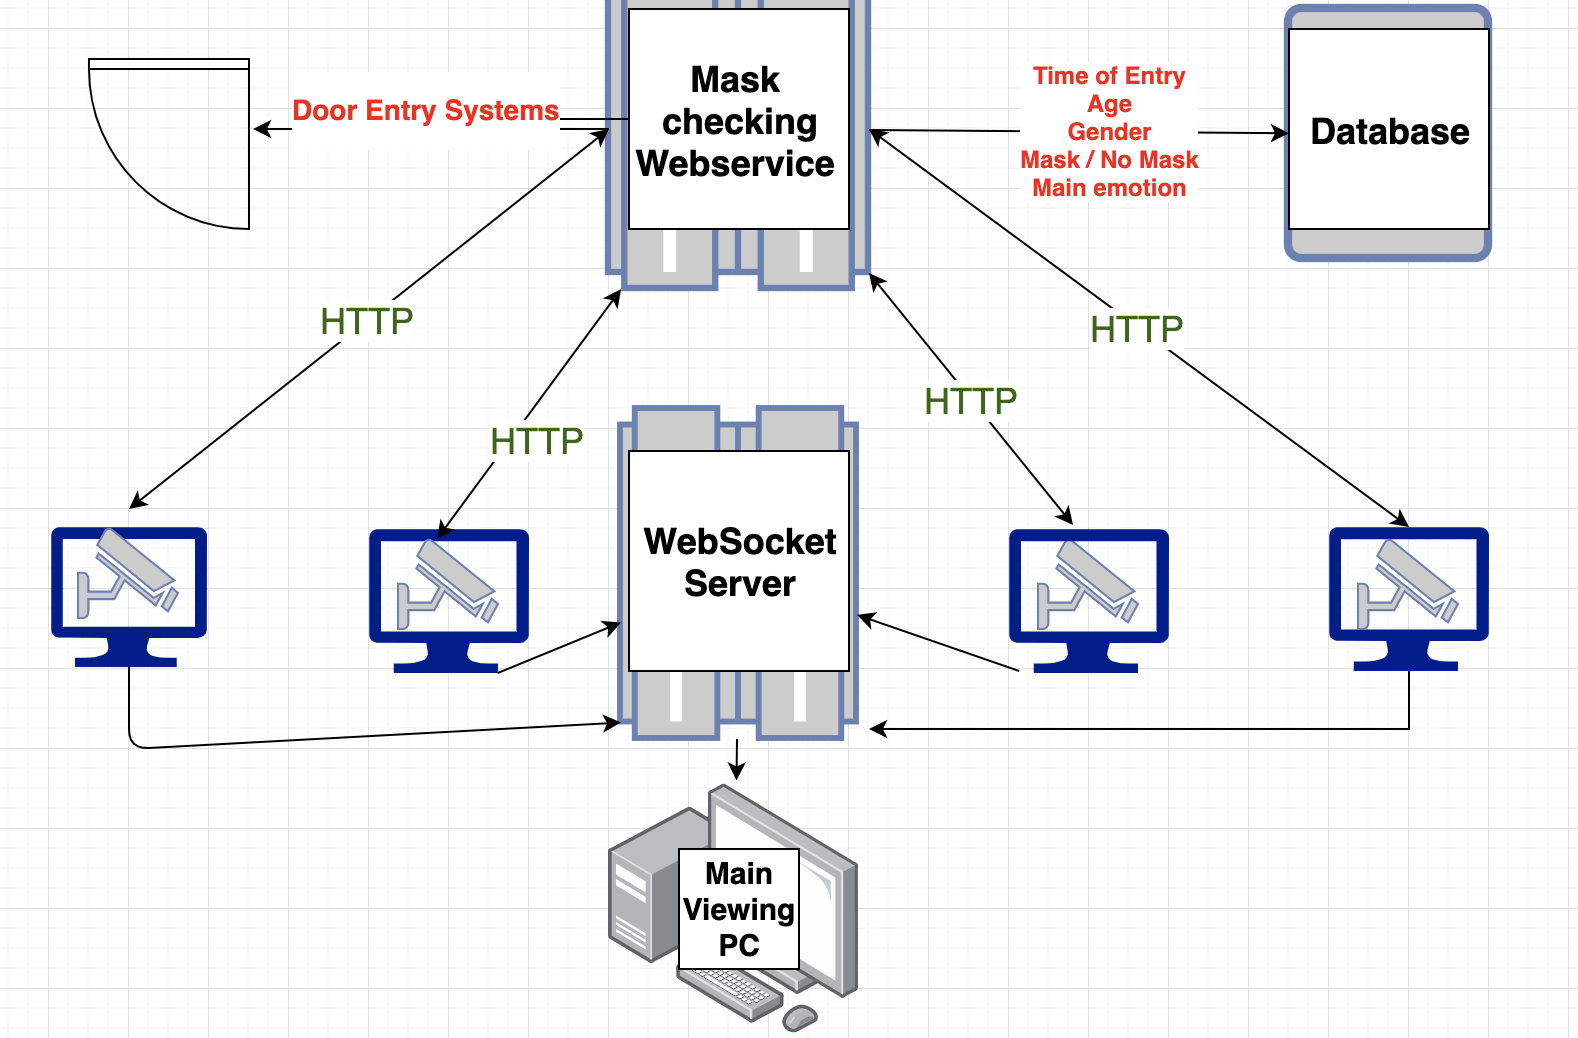 Mask
checking
Webservice
Door Entry Systems
Time of Entry
Age
Gender
Mask / No Mask
Main emotion
Database
HTTP
HTTP
HTTP
HTTP
WebSocket
Server
Main
Viewing
PC